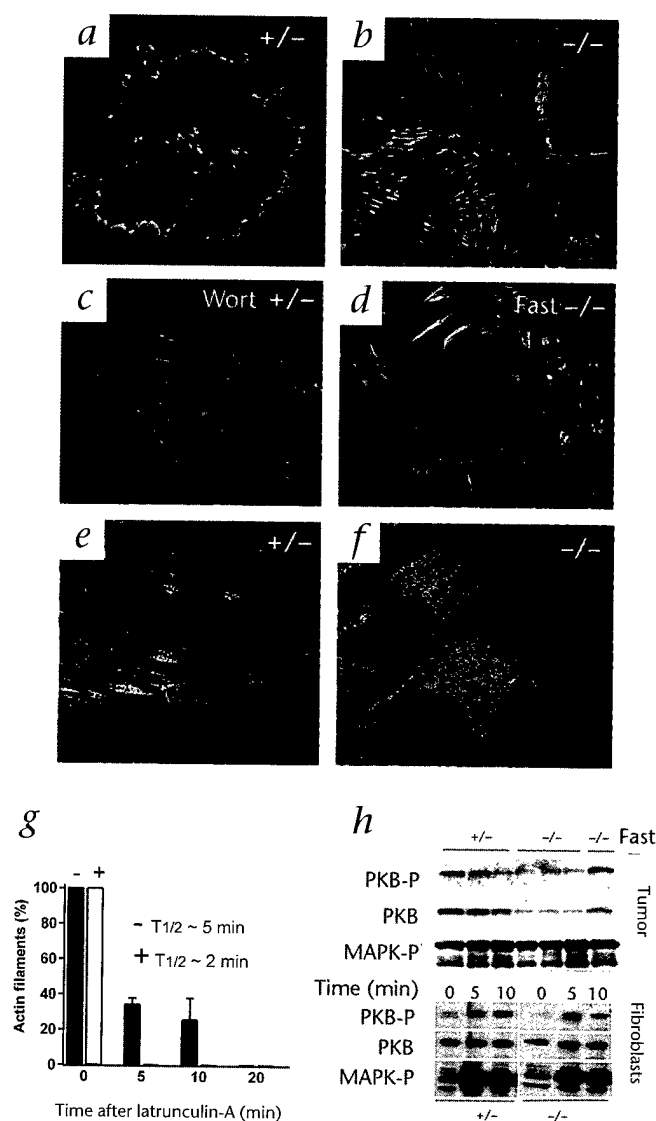 a +/–
b –/–
c Wort +/–
d Fast –/–
e +/–
f –/–
g
– +
100
80
60
40
20
0
Actin filaments (%)
– T1/2 ~ 5 min
+ T1/2 ~ 2 min
0 5 10 20
Time after latrunculin-A (min)
h
+/– –/– –/– Fast
PKB-P
PKB
MAPK-P
Tumor
Time (min) 0 5 10 0 5 10
PKB-P
PKB
MAPK-P
Fibroblasts
+/– –/–